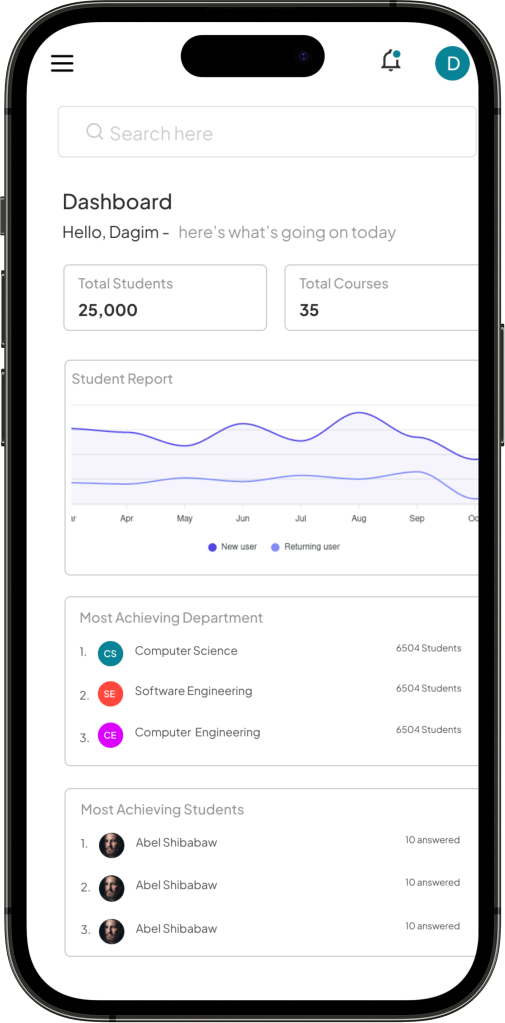 D
Search here
Dashboard
Hello, Dagim - here's what's going on today
Total Students
25,000
Total Courses
35
Student Report
ar Apr May Jun Jul Aug Sep Oc
New user Returning user
Most Achieving Department
1. CS Computer Science 6504 Students
2. SE Software Engineering 6504 Students
3. CE Computer Engineering 6504 Students
Most Achieving Students
1. Abel Shibabaw 10 answered
2. Abel Shibabaw 10 answered
3. Abel Shibabaw 10 answered